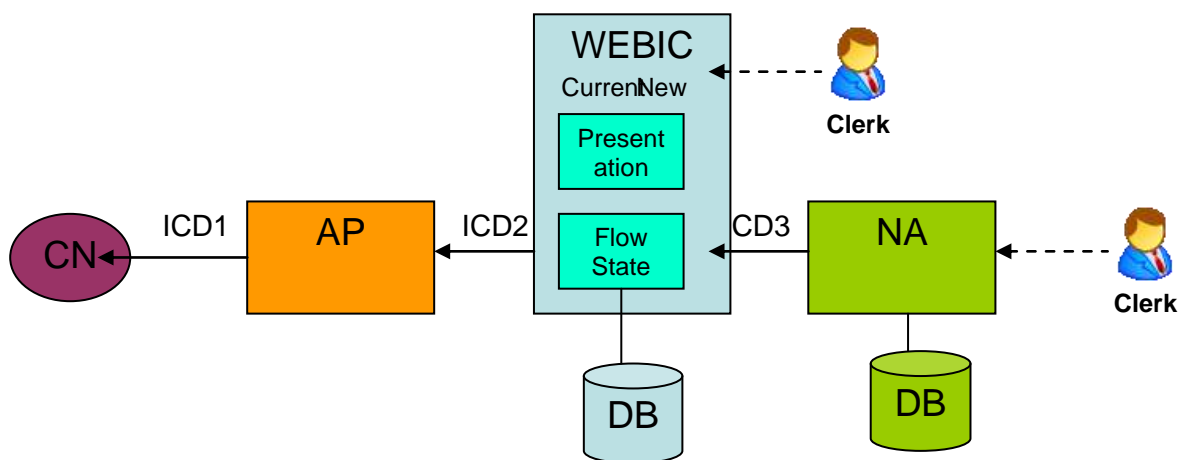 WEBIC
CurrentNew
Clerk
Present
ation
ICD1
AP
ICD2
Flow
State
CD3
NA
CN
Clerk
DB
DB